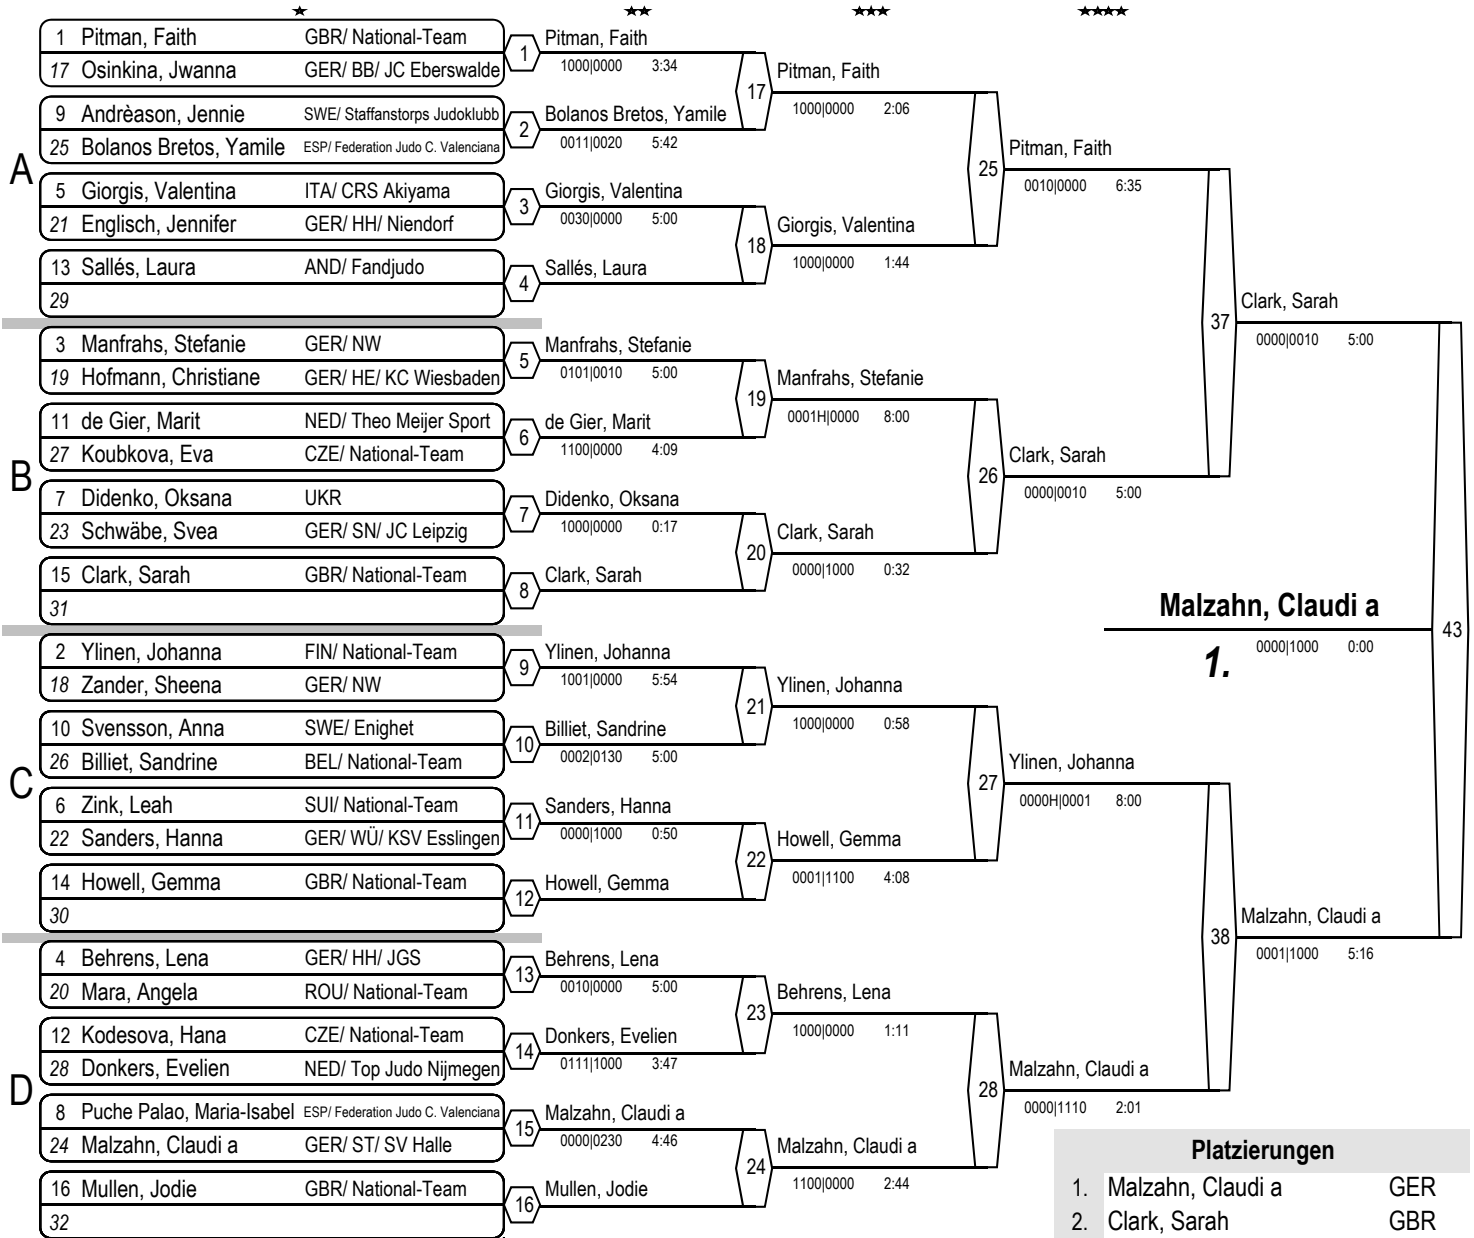 A
1 Pitman, Faith GBR/ National-Team
17 Osinkina, Jwanna GER/ BB/ JC Eberswalde
9 Andrèason, Jennie SWE/ Staffanstorps Judoklubb
25 Bolanos Bretos, Yamile ESP/ Federation Judo C. Valenciana
5 Giorgis, Valentina ITA/ CRS Akiyama
21 Englisch, Jennifer GER/ HH/ Niendorf
13 Sallés, Laura AND/ Fandjudo
29
B
3 Manfrahs, Stefanie GER/ NW
19 Hofmann, Christiane GER/ HE/ KC Wiesbaden
11 de Gier, Marit NED/ Theo Meijer Sport
27 Koubkova, Eva CZE/ National-Team
7 Didenko, Oksana UKR
23 Schwäbe, Svea GER/ SN/ JC Leipzig
15 Clark, Sarah GBR/ National-Team
31
C
2 Ylinen, Johanna FIN/ National-Team
18 Zander, Sheena GER/ NW
10 Svensson, Anna SWE/ Enighet
26 Billiet, Sandrine BEL/ National-Team
6 Zink, Leah SUI/ National-Team
22 Sanders, Hanna GER/ WÜ/ KSV Esslingen
14 Howell, Gemma GBR/ National-Team
30
D
4 Behrens, Lena GER/ HH/ JGS
20 Mara, Angela ROU/ National-Team
12 Kodesova, Hana CZE/ National-Team
28 Donkers, Evelien NED/ Top Judo Nijmegen
8 Puche Palao, Maria-Isabel ESP/ Federation Judo C. Valenciana
24 Malzahn, Claudi a GER/ ST/ SV Halle
16 Mullen, Jodie GBR/ National-Team
32
1 Pitman, Faith
1000|0000 3:34
2 Bolanos Bretos, Yamile
0011|0020 5:42
3 Giorgis, Valentina
0030|0000 5:00
4 Sallés, Laura
5 Manfrahs, Stefanie
0101|0010 5:00
6 de Gier, Marit
1100|0000 4:09
7 Didenko, Oksana
1000|0000 0:17
8 Clark, Sarah
9 Ylinen, Johanna
1001|0000 5:54
10 Billiet, Sandrine
0002|0130 5:00
11 Sanders, Hanna
0000|1000 0:50
12 Howell, Gemma
13 Behrens, Lena
0010|0000 5:00
14 Donkers, Evelien
0111|1000 3:47
15 Malzahn, Claudi a
0000|0230 4:46
16 Mullen, Jodie
17 Pitman, Faith
1000|0000 2:06
18 Giorgis, Valentina
1000|0000 1:44
19 Manfrahs, Stefanie
0001H|0000 8:00
20 Clark, Sarah
0000|1000 0:32
21 Ylinen, Johanna
1000|0000 0:58
22 Howell, Gemma
0001|1100 4:08
23 Behrens, Lena
1000|0000 1:11
24 Malzahn, Claudi a
1100|0000 2:44
25 Pitman, Faith
0010|0000 6:35
26 Clark, Sarah
0000|0010 5:00
27 Ylinen, Johanna
0000H|0001 8:00
28 Malzahn, Claudi a
0000|1110 2:01
37 Clark, Sarah
0000|0010 5:00
38 Malzahn, Claudi a
0001|1000 5:16
43 Malzahn, Claudi a
1. 0000|1000 0:00
Platzierungen
1. Malzahn, Claudi a GER
2. Clark, Sarah GBR